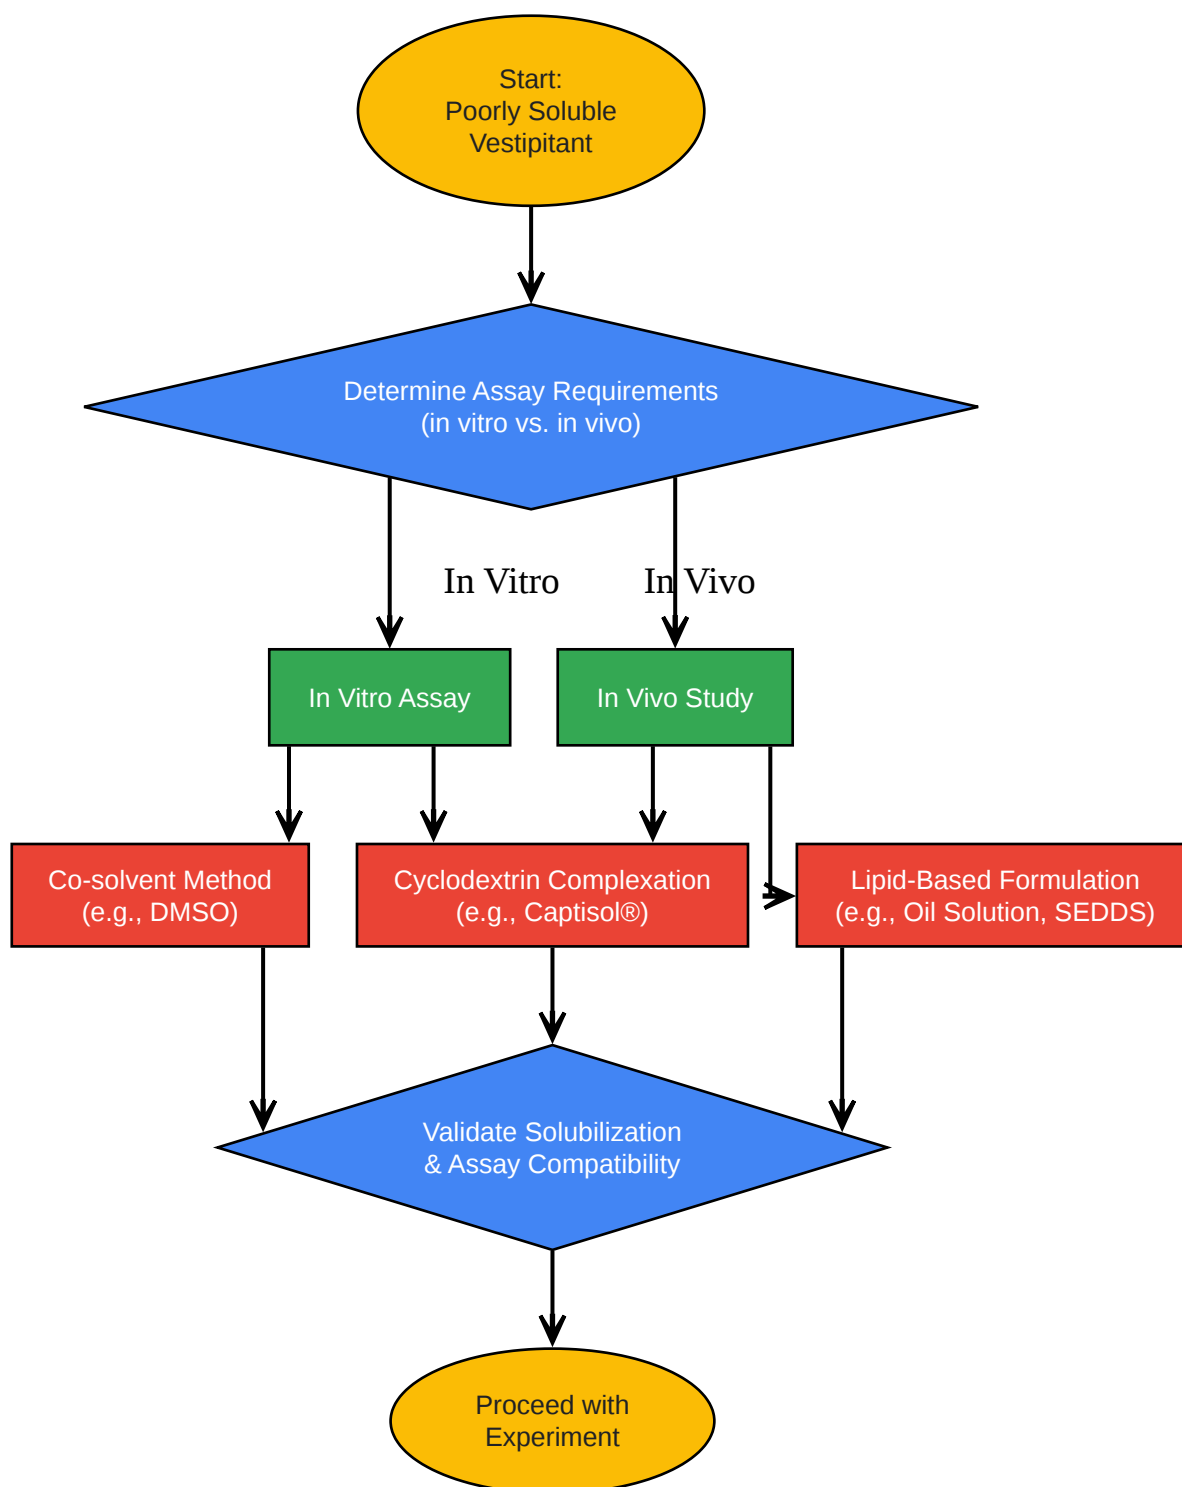 Start:
Poorly Soluble
Vestipitant
Determine Assay Requirements
(in vitro vs. in vivo)
In Vitro
In Vivo
In Vitro Assay
In Vivo Study
Co-solvent Method
(e.g., DMSO)
Cyclodextrin Complexation
(e.g., Captisol®)
Lipid-Based Formulation
(e.g., Oil Solution, SEDDS)
Validate Solubilization
& Assay Compatibility
Proceed with
Experiment